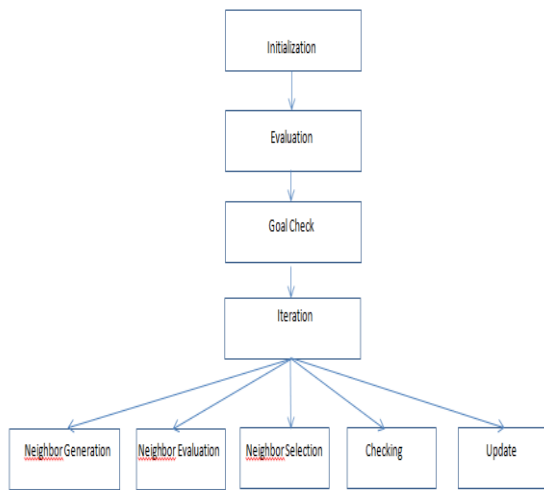 Initialization
Evaluation
Goal Check
Iteration
Neighbor Generation
Neighbor Evaluation
Neighbor Selection
Checking
Update